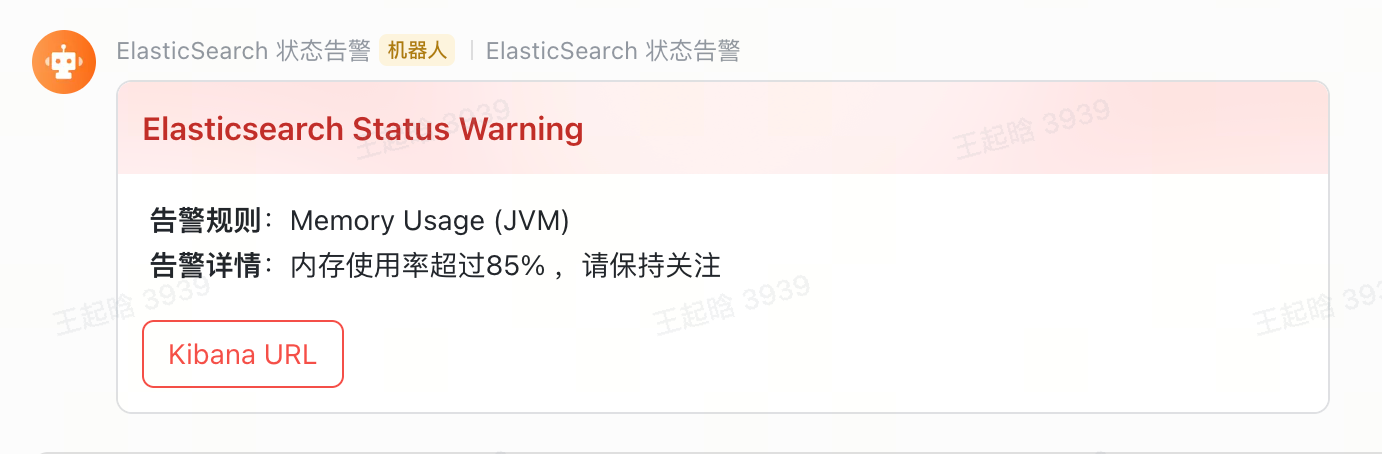 ElasticSearch 状态告警 机器人 | ElasticSearch 状态告警
Elasticsearch Status Warning
王起晗 3939
王起晗 3939
告警规则：Memory Usage (JVM)
告警详情：内存使用率超过85% ，请保持关注
王起晗 3939
王起晗 3939
王起晗 393
Kibana URL